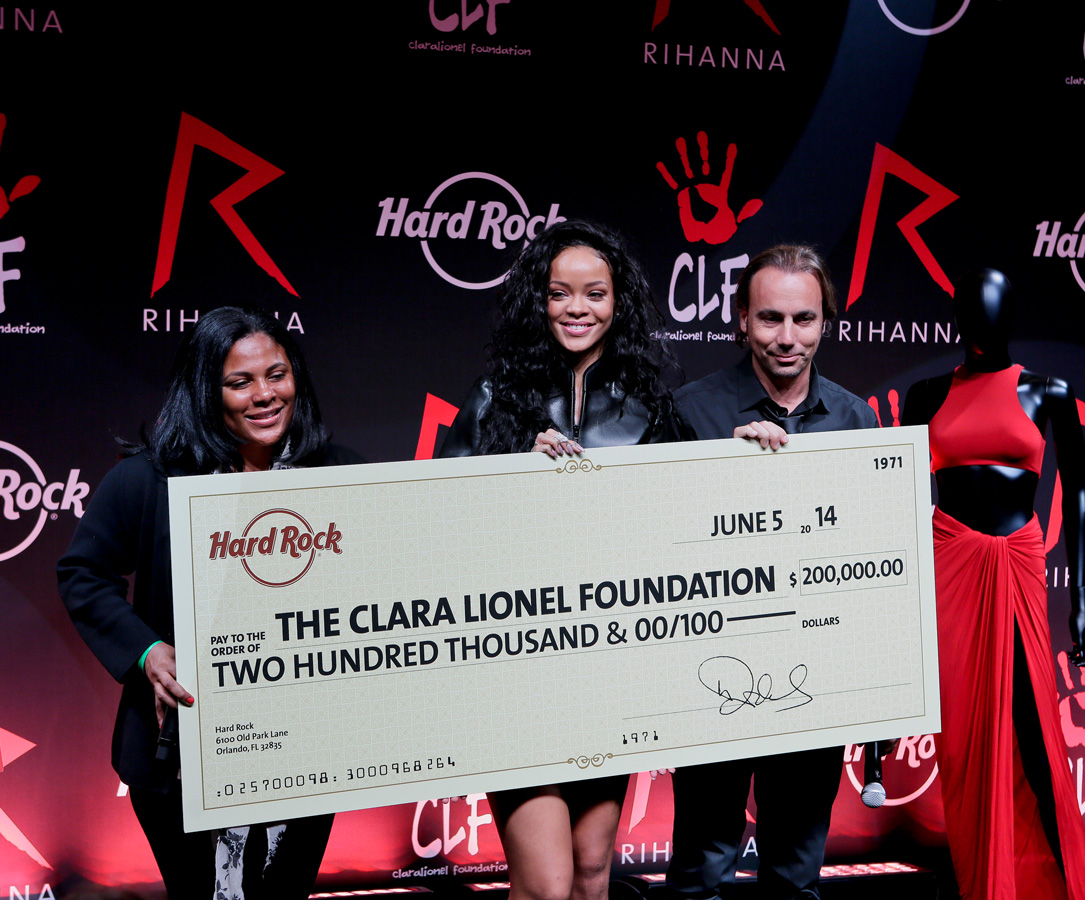 CLF
claralionel foundation
RIHANNA
Hard Rock
CLF
claralionel foundation
RIHANNA
RIHANNA
Hard Rock
1971
JUNE 5 20 14
THE CLARA LIONEL FOUNDATION $ 200,000.00
PAY TO THE
ORDER OF
TWO HUNDRED THOUSAND & 00/100 DOLLARS
Hard Rock
6100 Old Park Lane
Orlando, FL 32835
1971
:025700098: 3000968264
CLF
claralionel foundation